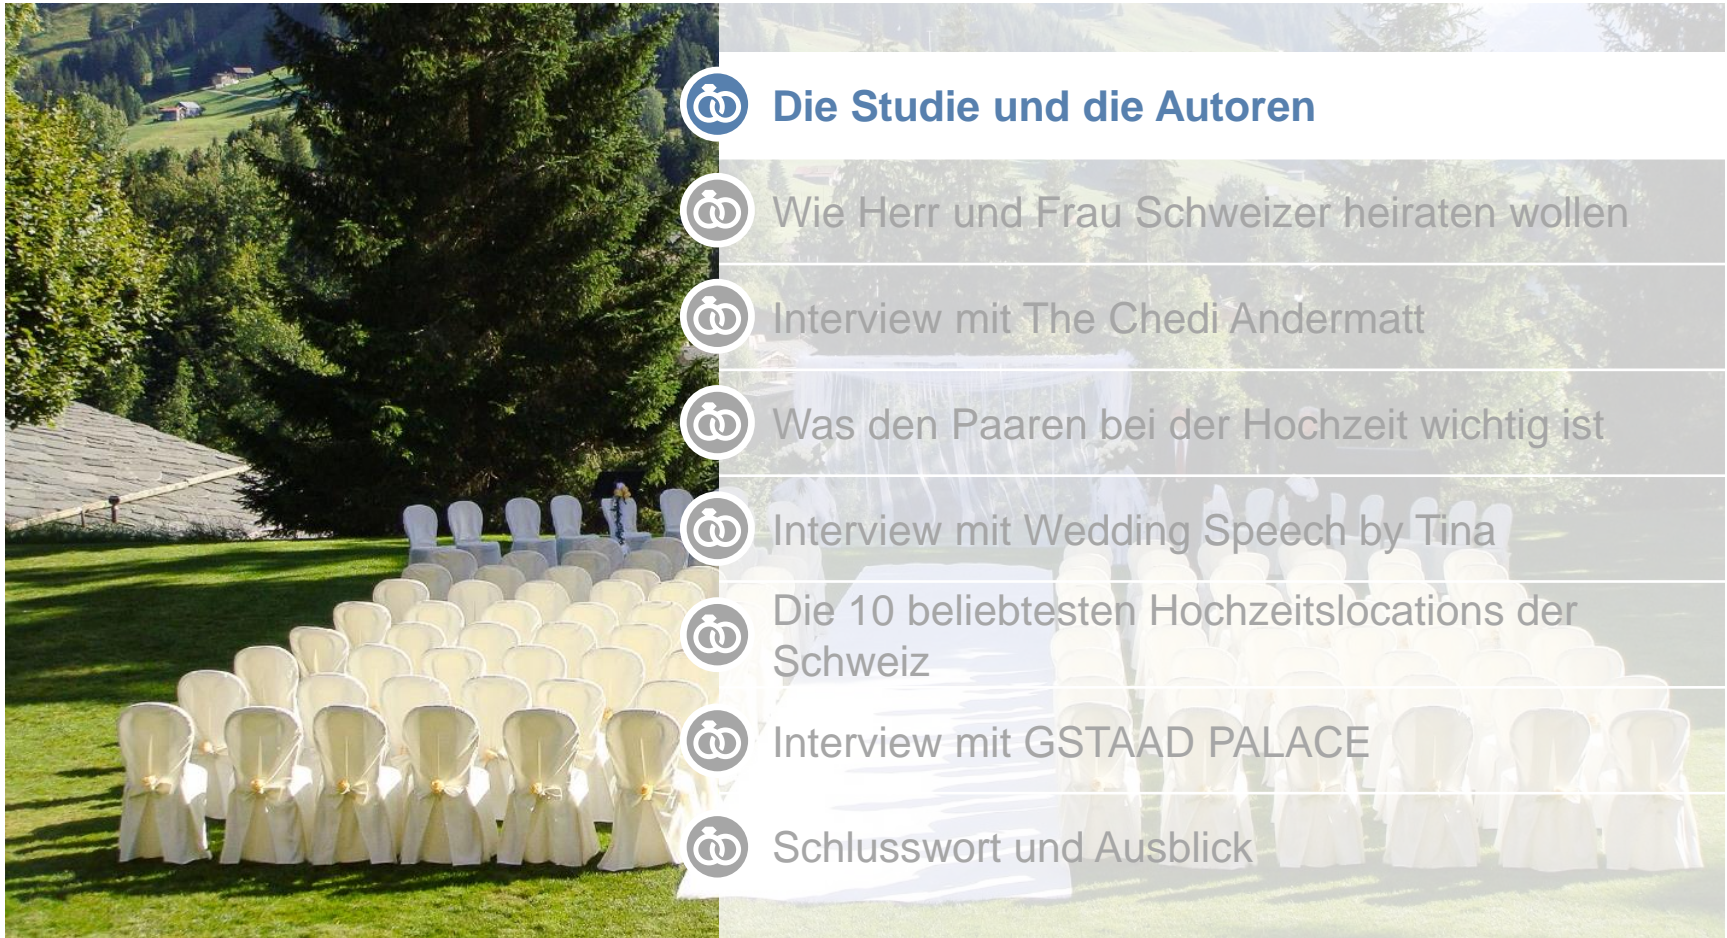 Die Studie und die Autoren
Wie Herr und Frau Schweizer heiraten wollen
Interview mit The Chedi Andermatt
Was den Paaren bei der Hochzeit wichtig ist
Interview mit Wedding Speech by Tina
Die 10 beliebtesten Hochzeitslocations der
Schweiz
Interview mit GSTAAD PALACE
Schlusswort und Ausblick